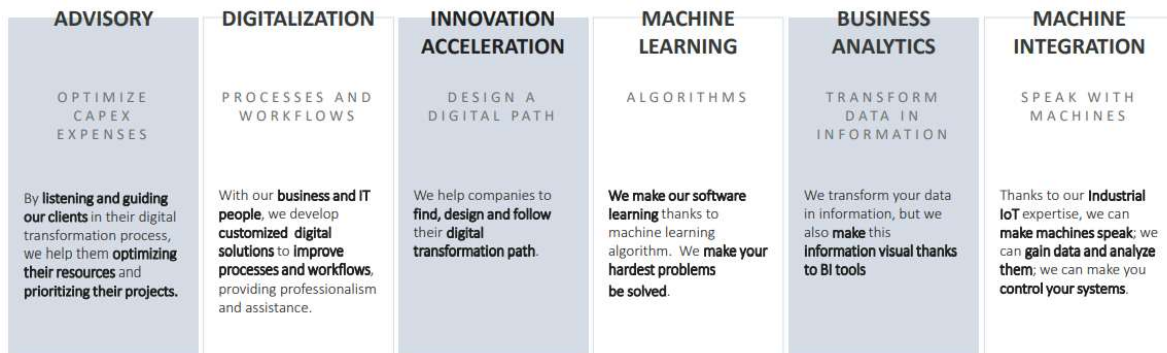 ADVISORY
OPTIMIZE
CAPEX
EXPENSES
By listening and guiding
our clients in their digital
transformation process,
we help them optimizing
their resources and
prioritizing their projects.
DIGITALIZATION
PROCESSES AND
WORKFLOWS
With our business and IT
people, we develop
customized digital
solutions to improve
processes and workflows,
providing professionalism
and assistance.
INNOVATION
ACCELERATION
DESIGN A
DIGITAL PATH
We help companies to
find, design and follow
their digital
transformation path.
MACHINE
LEARNING
ALGORITHMS
We make our software
learning thanks to
machine learning
algorithm. We make your
hardest problems
be solved.
BUSINESS
ANALYTICS
TRANSFORM
DATA IN
INFORMATION
We transform your data
in information, but we
also make this
information visual thanks
to BI tools
MACHINE
INTEGRATION
SPEAK WITH
MACHINES
Thanks to our Industrial
IoT expertise, we can
make machines speak; we
can gain data and analyze
them; we can make you
control your systems.